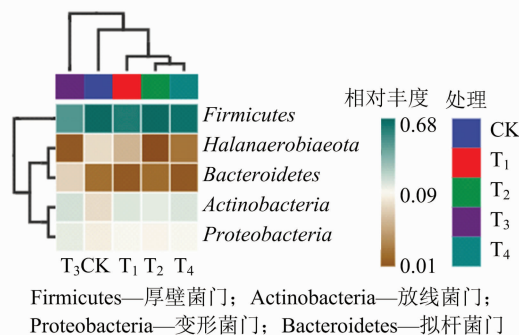 相对丰度 处理
Firmicutes
Halanaerobiaeota
Bacteroidetes
Actinobacteria
Proteobacteria
0.68
0.09
0.01
CK
T₁
T₂
T₃
T₄
T₃ CK T₁ T₂ T₄
Firmicutes—厚壁菌门；Actinobacteria—放线菌门；
Proteobacteria—变形菌门；Bacteroidetes—拟杆菌门